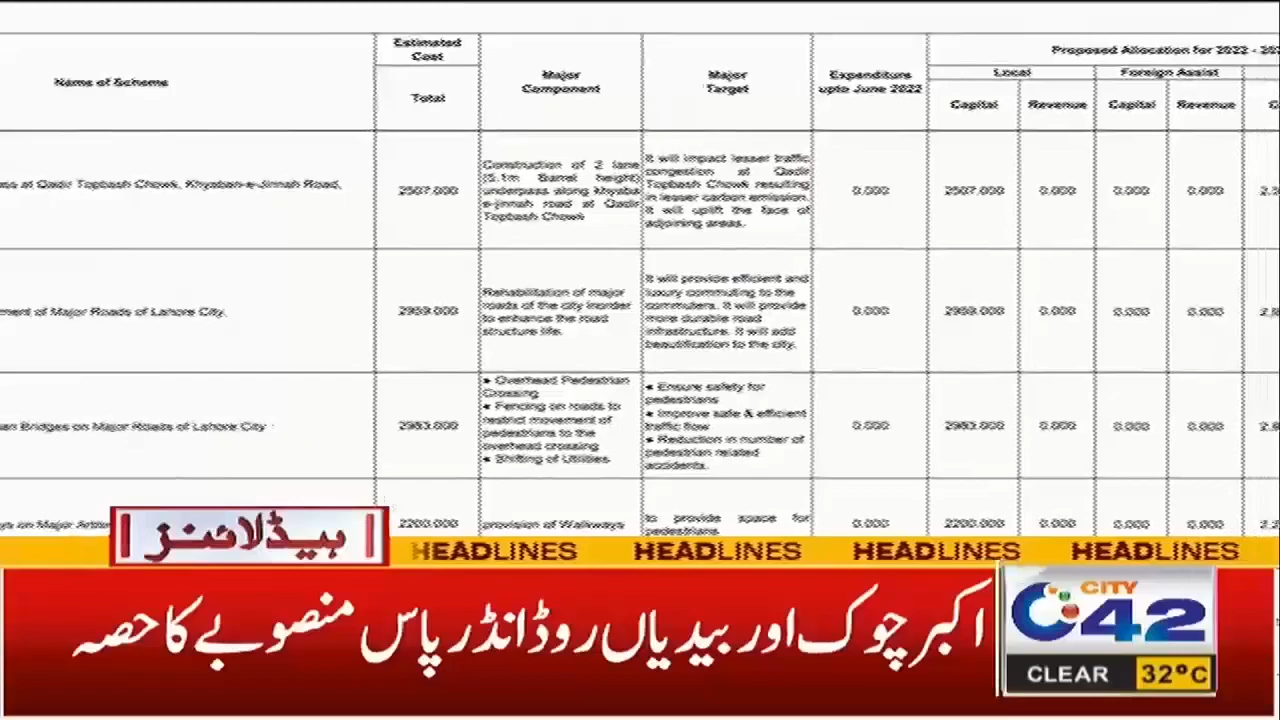 Name of Scheme
Estimated
Cost
Total
Major
Component
Major
Target
Expenditure
upto June 2022
Proposed Allocation for 2022 -
Local
Foreign Assist
Capital
Revenue
Capital
Revenue
at Qadir Topbash Chowk, Khyaban-e-Jinnah Road,
2507.000
Construction of 2 lane
(5.1m Barrel height)
underpass along khyaba
e-jinnah road at Qadir
Topbash Chowk
It will impact lesser traffic
congestion at Qadir
Topbash Chowk resulting
in lesser carbon emission.
It will uplift the face of
adjoining areas.
0.000
2507.000
0.000
0.000
0.000
of Major Roads of Lahore City.
2959.000
Rehabilitation of major
roads of the city inorder
to enhance the road
structure life.
It will provide efficient and
luxury commuting to the
commuters. It will provide
more durable road
infrastructure. It will add
beautification to the city.
0.000
2959.000
0.000
0.000
0.000
Bridges on Major Roads of Lahore City
2983.000
• Overhead Pedestrian
Crossing
• Fencing on roads to
restrict movement of
pedestrians to the
overhead crossing
• Shifting of Utilities
• Ensure safety for
pedestrians
• Improve safe & efficient
traffic flow
• Reduction in number of
pedestrian related
accidents.
0.000
2983.000
0.000
0.000
0.000
on Major
2200.000
provision of Walkways
to provide space for
pedestrians
0.000
2200.000
0.000
0.000
0.000
ہیڈلائنز
HEADLINES HEADLINES HEADLINES HEADLINES
اکبر چوک اور بیدیاں روڈ انڈر پاس منصوبے کا حصہ
CITY
42
CLEAR 32°C